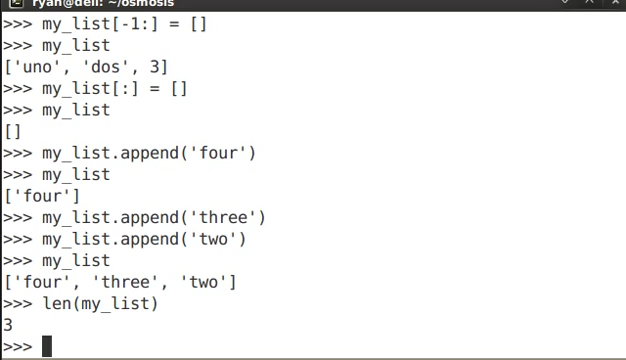 ryan@dell: ~/osmosis
>>> my_list[-1:] = []
>>> my_list
['uno', 'dos', 3]
>>> my_list[:] = []
>>> my_list
[]
>>> my_list.append('four')
>>> my_list
['four']
>>> my_list.append('three')
>>> my_list.append('two')
>>> my_list
['four', 'three', 'two']
>>> len(my_list)
3
>>>